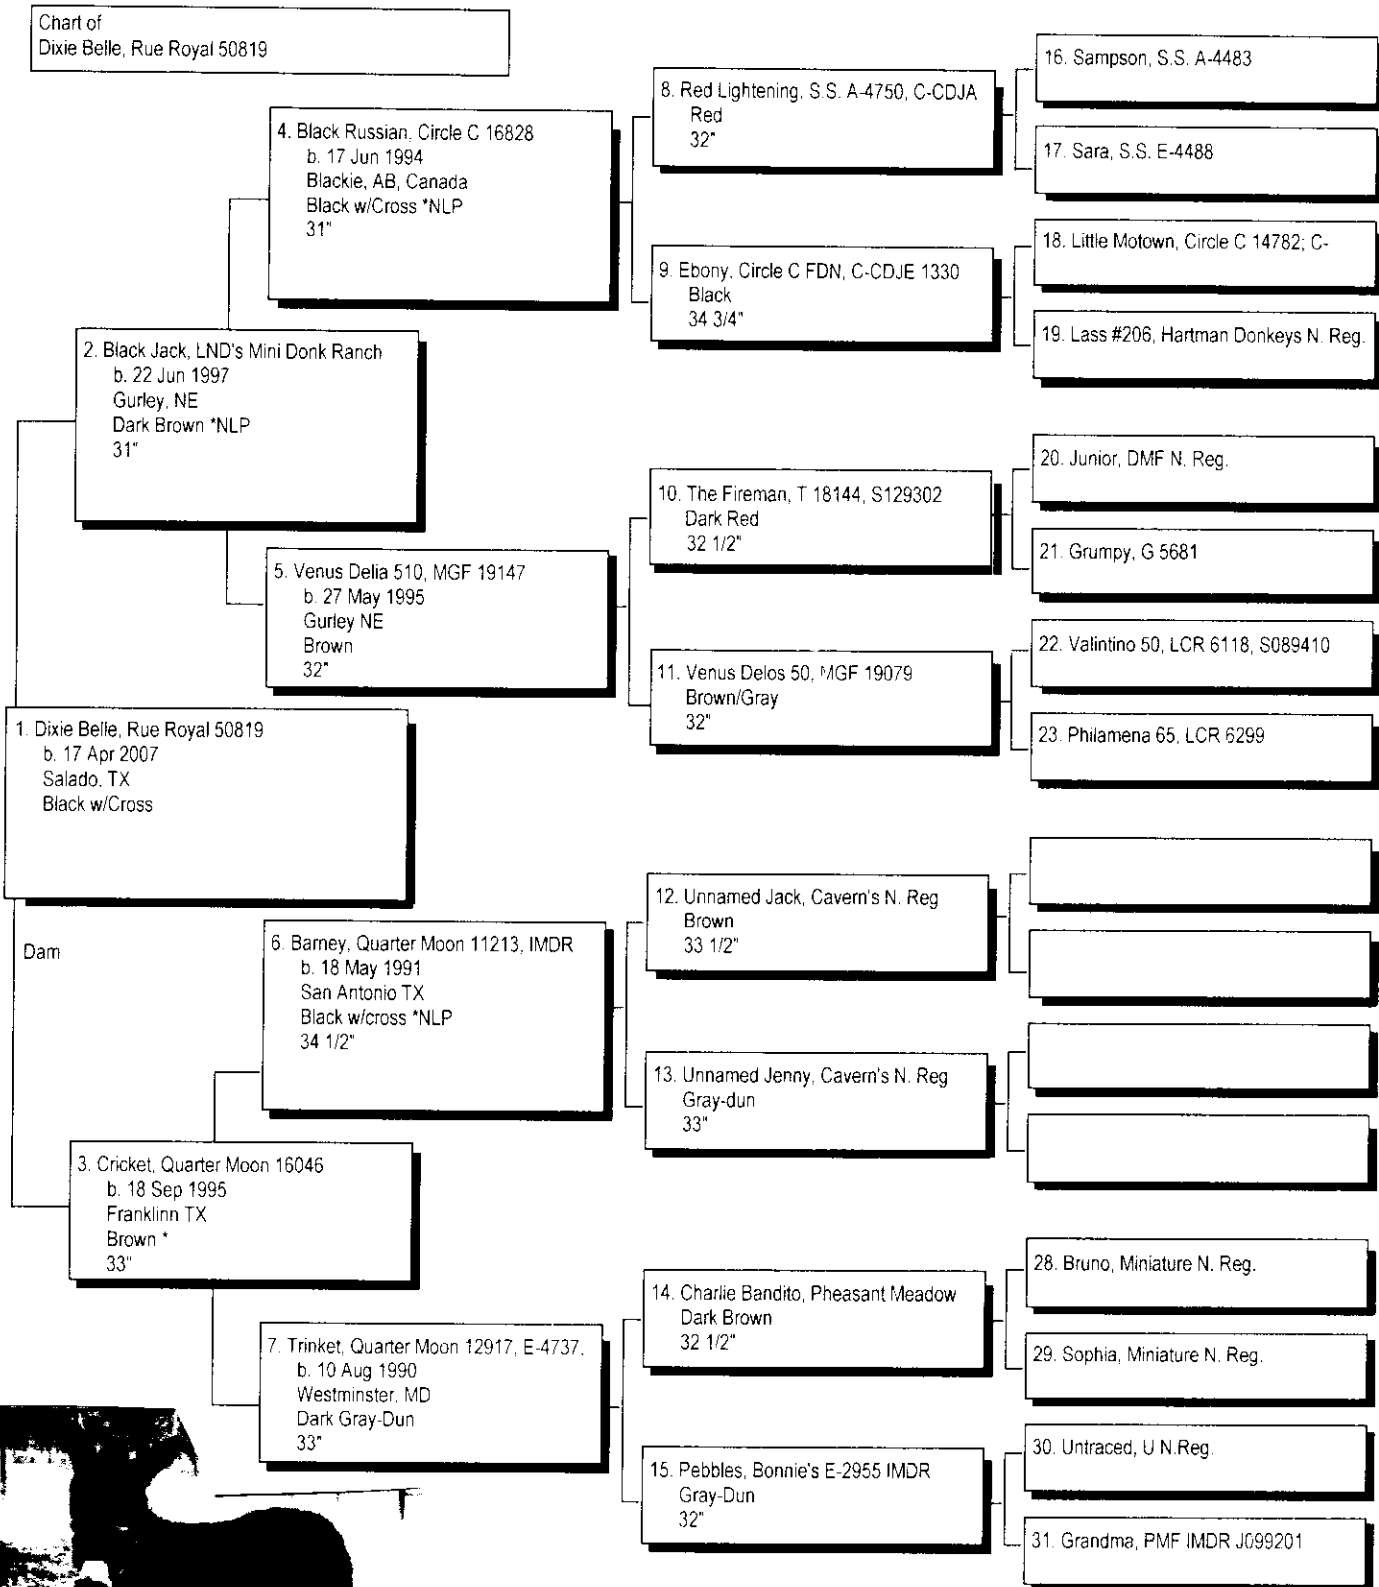 Chart of
Dixie Belle, Rue Royal 50819
1. Dixie Belle, Rue Royal 50819
b. 17 Apr 2007
Salado, TX
Black w/Cross
Dam
2. Black Jack, LND's Mini Donk Ranch
b. 22 Jun 1997
Gurley, NE
Dark Brown *NLP
31"
3. Cricket, Quarter Moon 16046
b. 18 Sep 1995
Franklinn TX
Brown *
33"
4. Black Russian, Circle C 16828
b. 17 Jun 1994
Blackie, AB, Canada
Black w/Cross *NLP
31"
5. Venus Delia 510, MGF 19147
b. 27 May 1995
Gurley NE
Brown
32"
6. Barney, Quarter Moon 11213, IMDR
b. 18 May 1991
San Antonio TX
Black w/cross *NLP
34 1/2"
7. Trinket, Quarter Moon 12917, E-4737,
b. 10 Aug 1990
Westminster, MD
Dark Gray-Dun
33"
8. Red Lightening, S.S. A-4750, C-CDJA
Red
32"
9. Ebony, Circle C FDN, C-CDJE 1330
Black
34 3/4"
10. The Fireman, T 18144, S129302
Dark Red
32 1/2"
11. Venus Delos 50, MGF 19079
Brown/Gray
32"
12. Unnamed Jack, Cavern's N. Reg
Brown
33 1/2"
13. Unnamed Jenny, Cavern's N. Reg
Gray-dun
33"
14. Charlie Bandito, Pheasant Meadow
Dark Brown
32 1/2"
15. Pebbles, Bonnie's E-2955 IMDR
Gray-Dun
32"
16. Sampson, S.S. A-4483
17. Sara, S.S. E-4488
18. Little Motown, Circle C 14782; C-
19. Lass #206, Hartman Donkeys N. Reg.
20. Junior, DMF N. Reg.
21. Grumpy, G 5681
22. Valintino 50, LCR 6118, S089410
23. Philamena 65, LCR 6299
28. Bruno, Miniature N. Reg.
29. Sophia, Miniature N. Reg.
30. Untraced, U N.Reg.
31. Grandma, PMF IMDR J099201